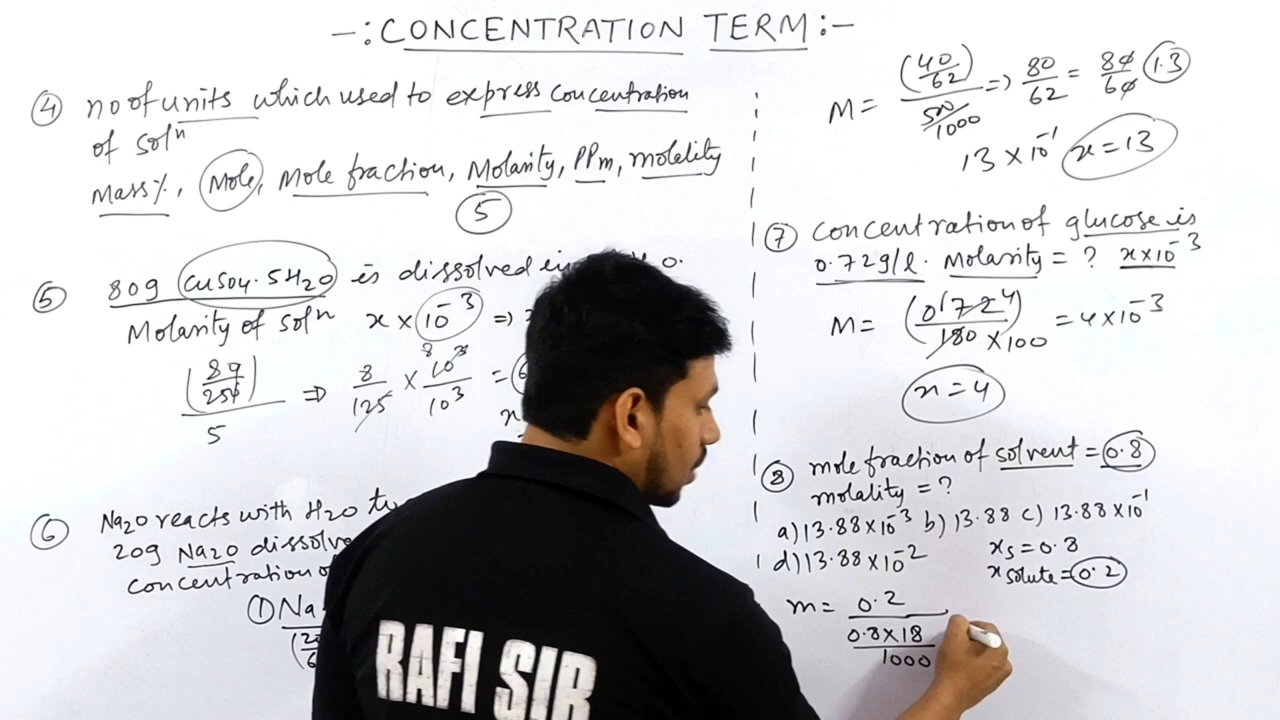 -: CONCENTRATION TERM :-
④ no of units which used to express concentration
of solⁿ
Mass%, Mole, Mole fraction, Molarity, PPm, molality
5
⑤ 80g CuSO4.5H2O is dissolved in
Molarity of solⁿ x × 10⁻³ ⇒
(80/250)/5 ⇒ 8/125 × 10³/10³ =
⑥ Na2O reacts with H2O to
20g Na2O dissolve
concentration of
① Na
M = (40/62)/(500/1000) ⇒ 80/62 = 80/60 1.3
13 × 10⁻¹ x = 13
⑦ concentration of glucose is
0.72g/l. Molarity = ? x×10⁻³
M = (0.72 4)/(180 × 100) = 4×10⁻³
x = 4
⑧ mole fraction of solvent = 0.8
molality = ?
a) 13.88×10⁻³ b) 13.88 c) 13.88×10⁻¹
d) 13.88×10⁻²
xs = 0.8
x solute = 0.2
m = 0.2
0.8×18
1000
RAFI SIR